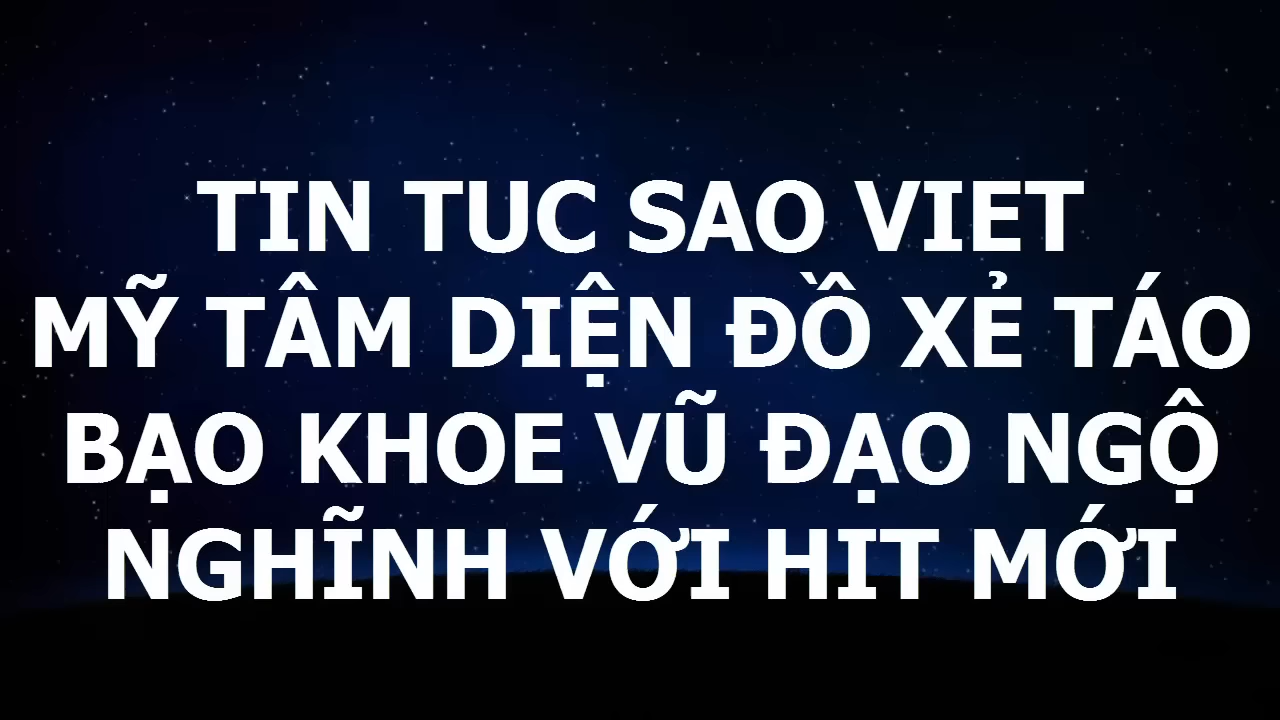 TIN TUC SAO VIET
MỸ TÂM DIỆN ĐỒ XẺ TÁO
BẠO KHOE VŨ ĐẠO NGỘ
NGHĨNH VỚI HIT MỚI